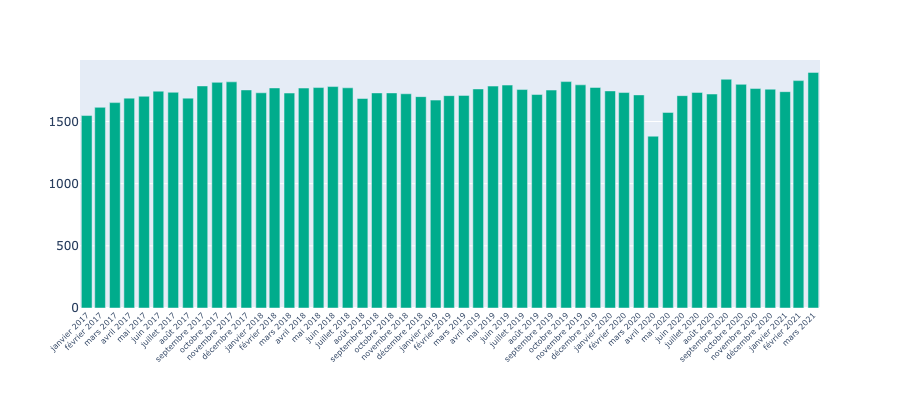 1500
1000
500
0
janvier 2017
février 2017
mars 2017
avril 2017
mai 2017
juin 2017
juillet 2017
août 2017
septembre 2017
octobre 2017
novembre 2017
décembre 2017
janvier 2018
février 2018
mars 2018
avril 2018
mai 2018
juin 2018
juillet 2018
août 2018
septembre 2018
octobre 2018
novembre 2018
décembre 2018
janvier 2019
février 2019
mars 2019
avril 2019
mai 2019
juin 2019
juillet 2019
août 2019
septembre 2019
octobre 2019
novembre 2019
décembre 2019
janvier 2020
février 2020
mars 2020
avril 2020
mai 2020
juin 2020
juillet 2020
août 2020
septembre 2020
octobre 2020
novembre 2020
décembre 2020
janvier 2021
février 2021
mars 2021